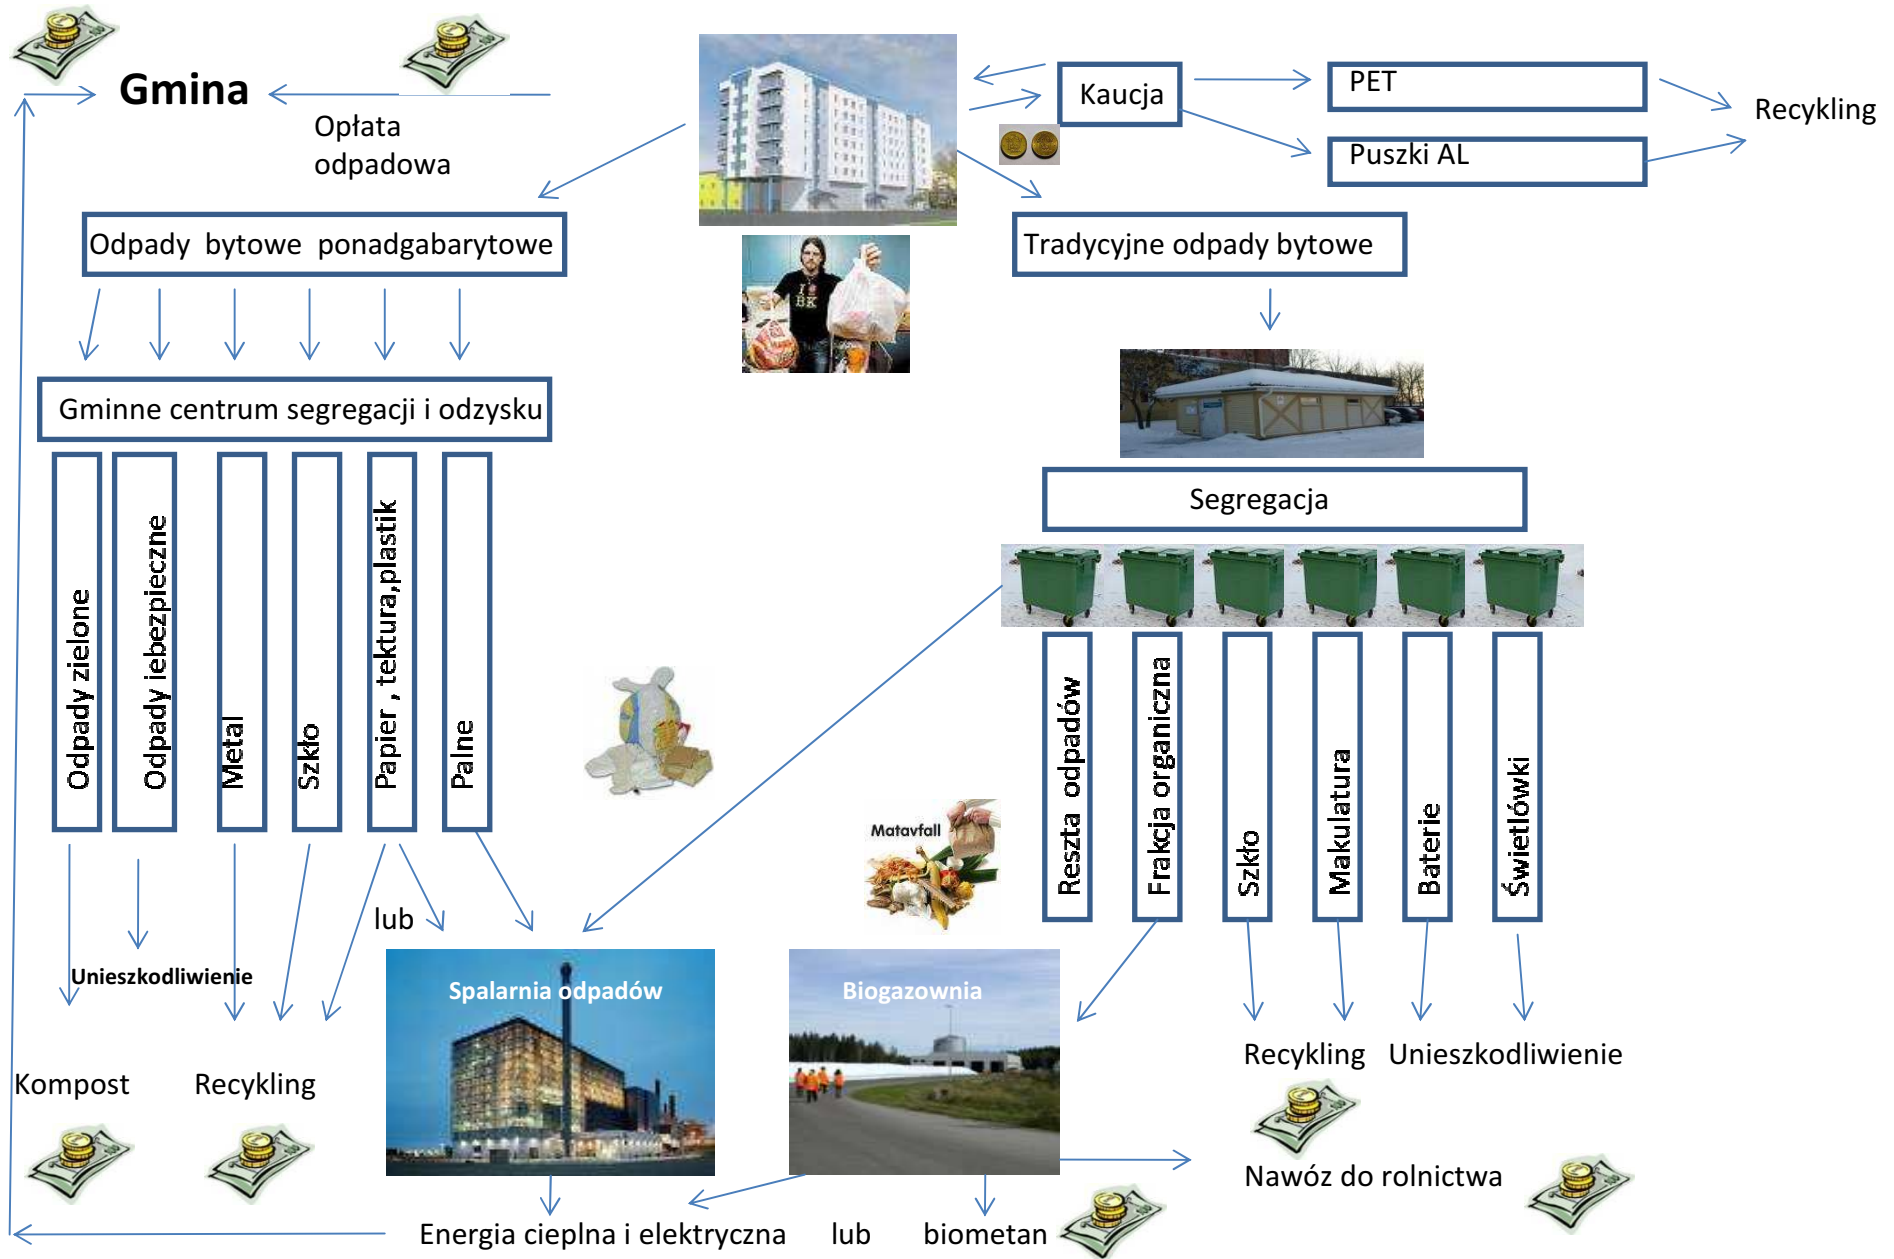 Gmina
Opłata
odpadowa
Kaucja
PET
Puszki AL
Recykling
Odpady bytowe ponadgabarytowe
Tradycyjne odpady bytowe
I
BK
Gminne centrum segregacji i odzysku
Segregacja
Odpady zielone
Odpady iebezpieczne
Metal
Szkło
Papier , tektura,plastik
Palne
Reszta odpadów
Frakcja organiczna
Szkło
Makulatura
Baterie
Świetlówki
Matavfall
lub
Unieszkodliwienie
Spalarnia odpadów
Biogazownia
Kompost
Recykling
Recykling
Unieszkodliwienie
Nawóz do rolnictwa
Energia cieplna i elektryczna lub biometan